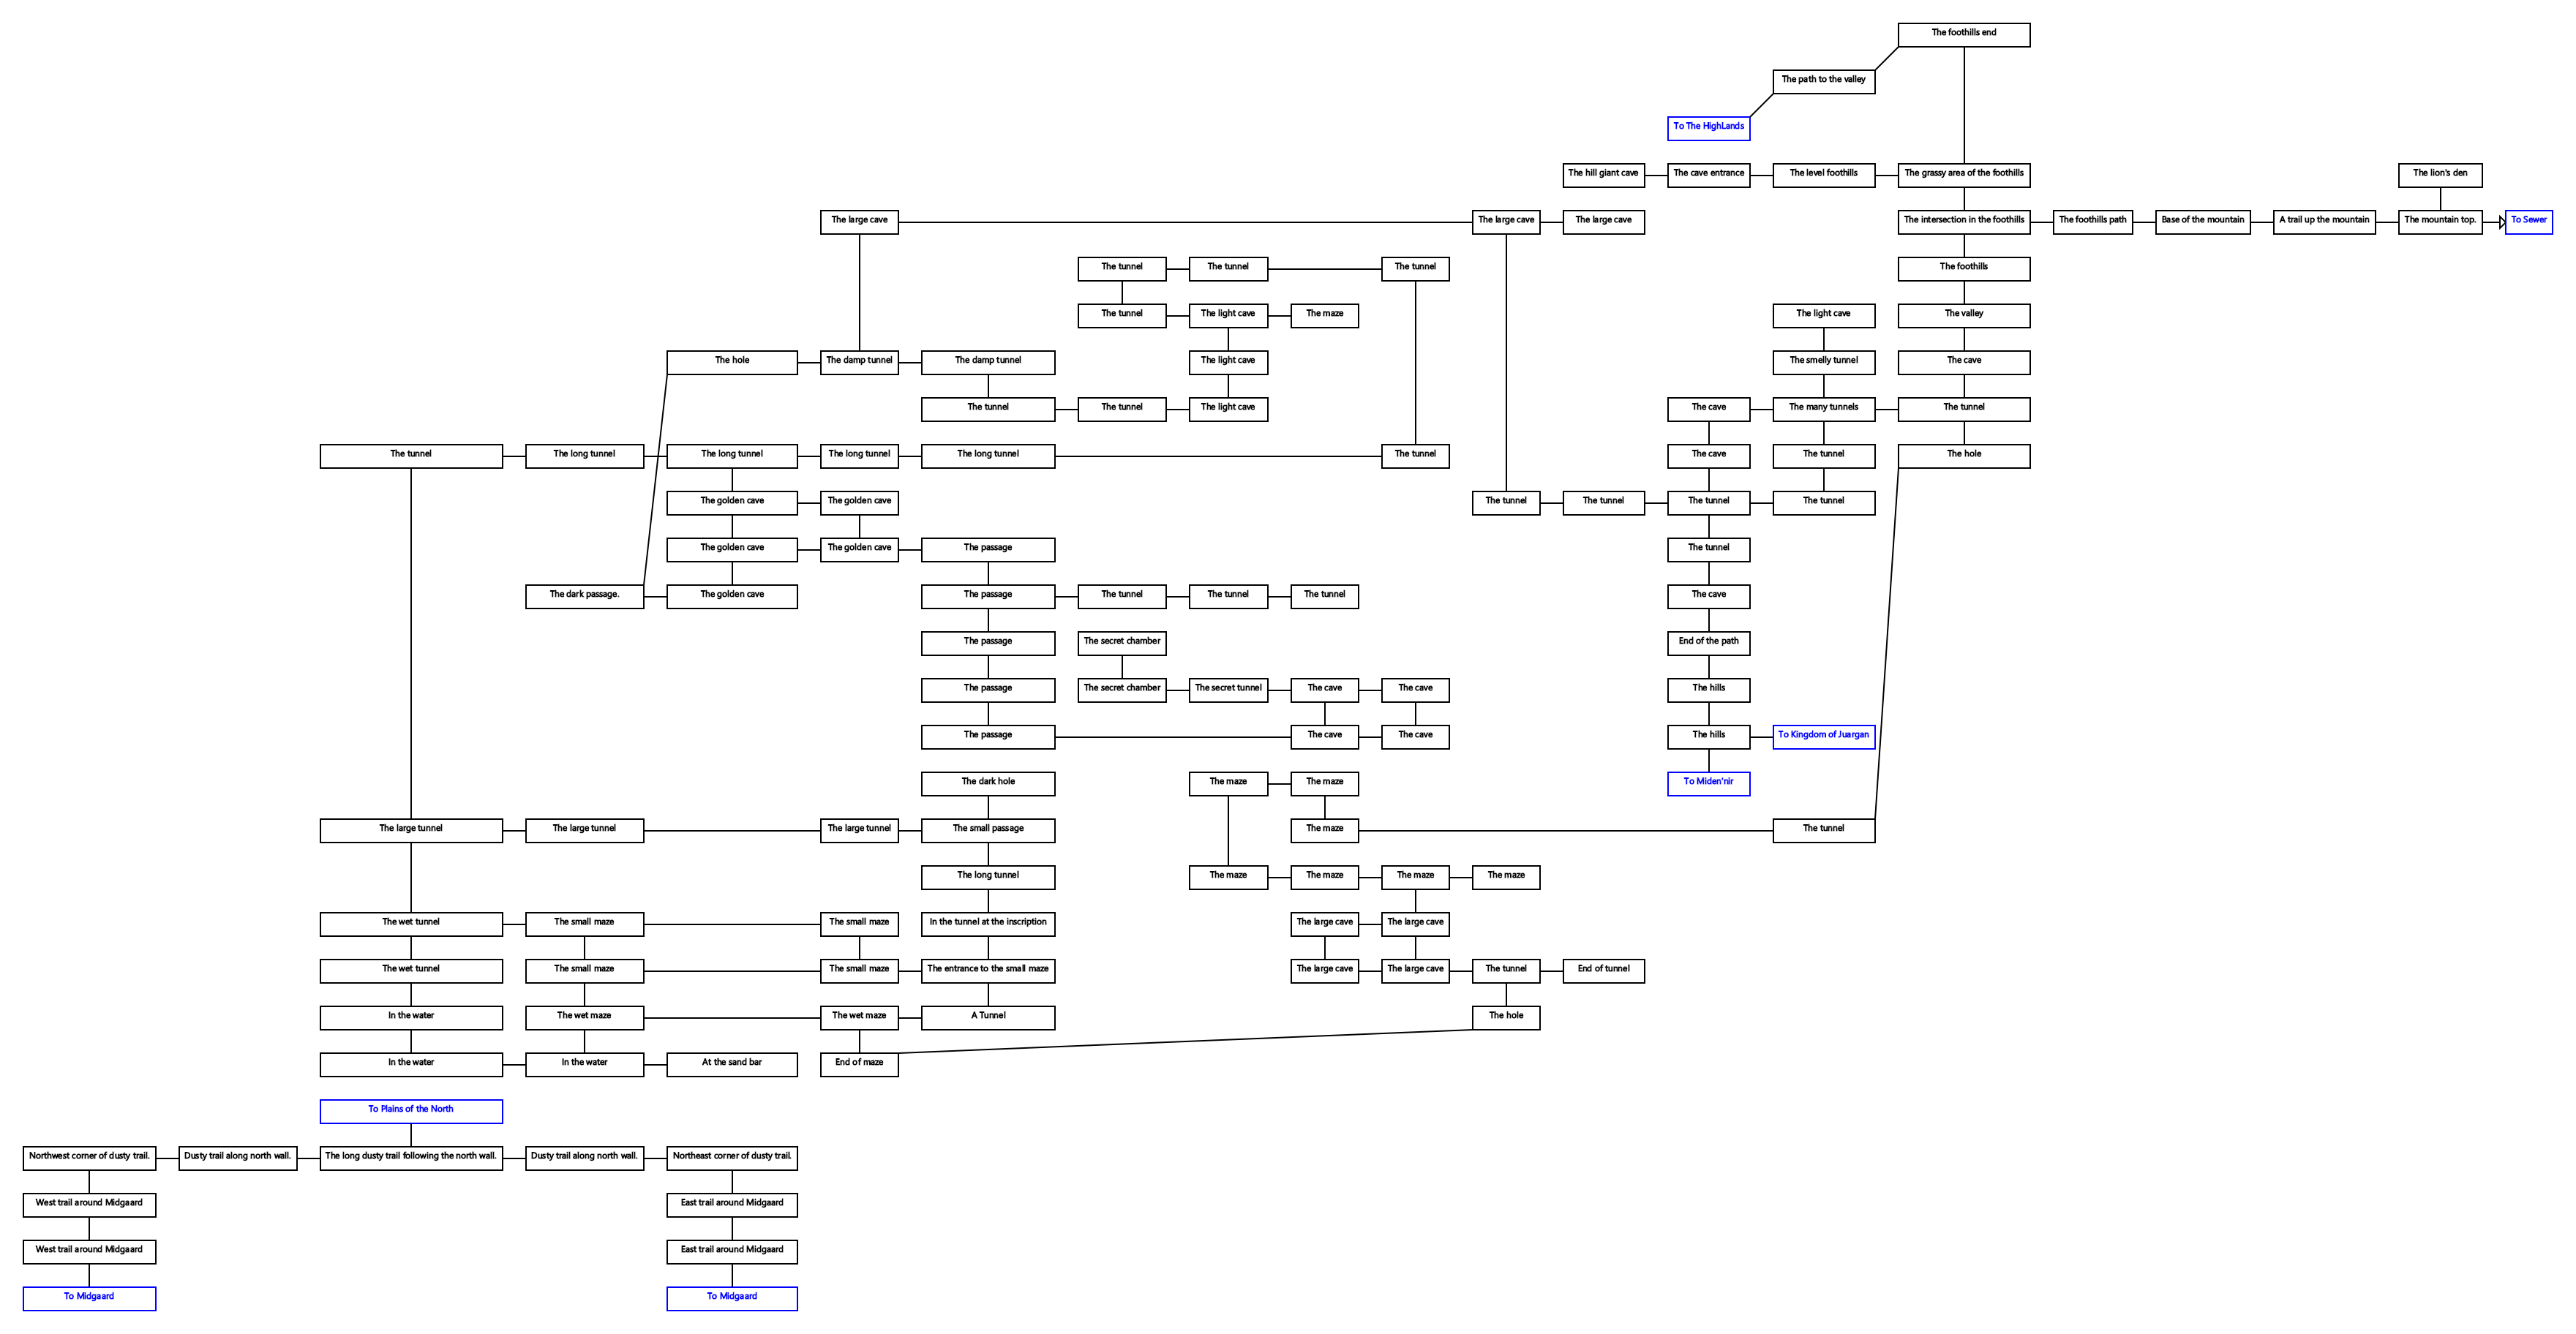 The foothills end
The path to the valley
To The HighLands
The hill giant cave
The cave entrance
The level foothills
The grassy area of the foothills
The lion's den
The large cave
The large cave
The large cave
The intersection in the foothills
The foothills path
Base of the mountain
A trail up the mountain
The mountain top.
To Sewer
The tunnel
The tunnel
The tunnel
The foothills
The tunnel
The light cave
The maze
The light cave
The valley
The hole
The damp tunnel
The damp tunnel
The light cave
The smelly tunnel
The cave
The tunnel
The tunnel
The light cave
The cave
The many tunnels
The tunnel
The tunnel
The long tunnel
The long tunnel
The long tunnel
The long tunnel
The tunnel
The cave
The tunnel
The hole
The golden cave
The golden cave
The tunnel
The tunnel
The tunnel
The tunnel
The golden cave
The golden cave
The passage
The tunnel
The dark passage.
The golden cave
The passage
The tunnel
The tunnel
The tunnel
The cave
The passage
The secret chamber
End of the path
The passage
The secret chamber
The secret tunnel
The cave
The cave
The hills
The passage
The cave
The cave
The hills
To Kingdom of Juargan
The dark hole
The maze
The maze
To Miden'nir
The large tunnel
The large tunnel
The large tunnel
The small passage
The maze
The tunnel
The long tunnel
The maze
The maze
The maze
The maze
The wet tunnel
The small maze
The small maze
In the tunnel at the inscription
The large cave
The large cave
The wet tunnel
The small maze
The small maze
The entrance to the small maze
The large cave
The large cave
The tunnel
End of tunnel
In the water
The wet maze
The wet maze
A Tunnel
The hole
In the water
In the water
At the sand bar
End of maze
To Plains of the North
Northwest corner of dusty trail.
Dusty trail along north wall.
The long dusty trail following the north wall.
Dusty trail along north wall.
Northeast corner of dusty trail.
West trail around Midgaard
East trail around Midgaard
West trail around Midgaard
East trail around Midgaard
To Midgaard
To Midgaard